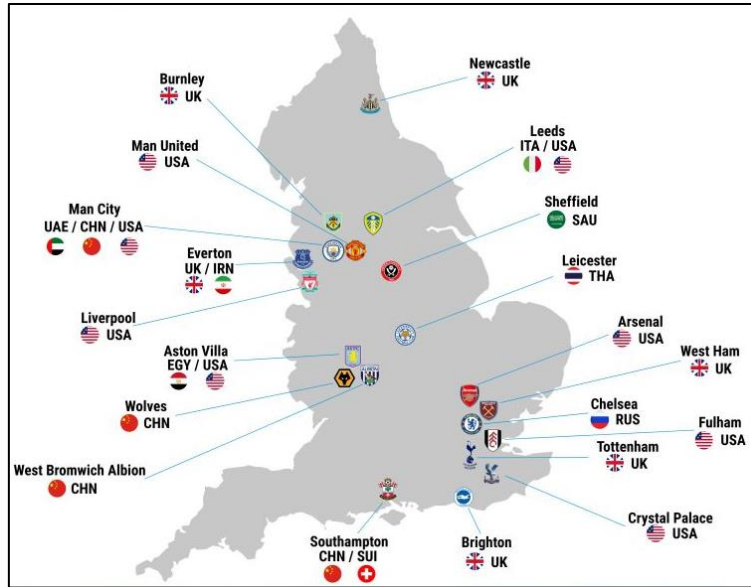 Newcastle
UK
Burnley
UK
Man United
USA
Leeds
ITA / USA
Man City
UAE / CHN / USA
Sheffield
SAU
Everton
UK / IRN
Leicester
THA
Liverpool
USA
Arsenal
USA
Aston Villa
EGY / USA
West Ham
UK
Wolves
CHN
Chelsea
RUS
Fulham
USA
Tottenham
UK
West Bromwich Albion
CHN
Crystal Palace
USA
Southampton
CHN / SUI
Brighton
UK